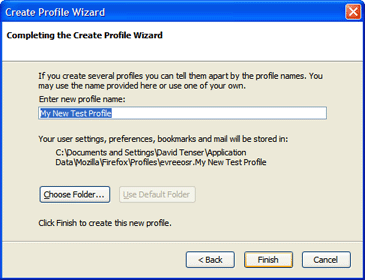 Create Profile Wizard
Completing the Create Profile Wizard
If you create several profiles you can tell them apart by the profile names. You
may use the name provided here or use one of your own.
Enter new profile name:
My New Test Profile
Your user settings, preferences, bookmarks and mail will be stored in:
C:\Documents and Settings\David Tenser\Application
Data\Mozilla\Firefox\Profiles\evreeosr.My New Test Profile
Choose Folder...
Use Default Folder
Click Finish to create this new profile.
< Back
Finish
Cancel